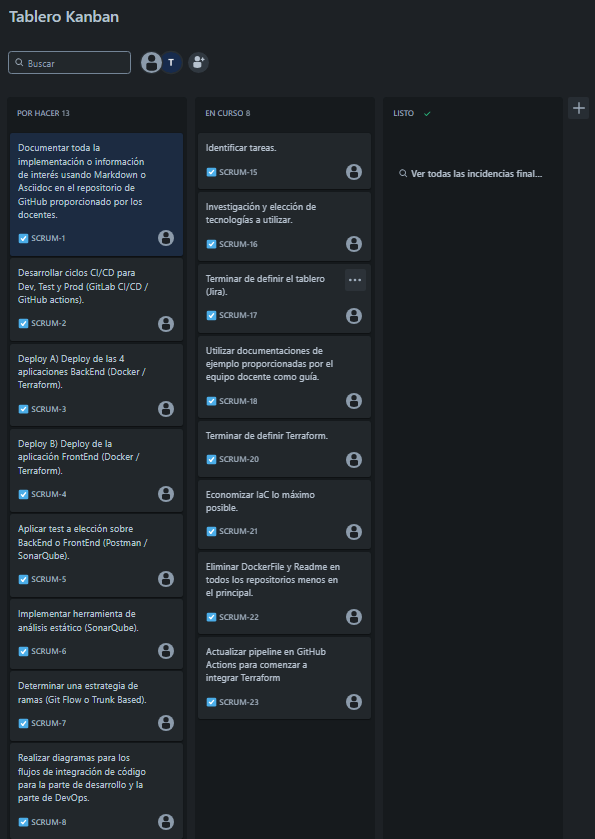 Tablero Kanban
Buscar
T
POR HACER 13
Documentar toda la
implementación o información
de interés usando Markdown o
Asciidoc en el repositorio de
GitHub proporcionado por los
docentes.
SCRUM-1
Desarrollar ciclos CI/CD para
Dev, Test y Prod (GitLab CI/CD /
GitHub actions).
SCRUM-2
Deploy A) Deploy de las 4
aplicaciones BackEnd (Docker /
Terraform).
SCRUM-3
Deploy B) Deploy de la
aplicación FrontEnd (Docker /
Terraform).
SCRUM-4
Aplicar test a elección sobre
BackEnd o FrontEnd (Postman /
SonarQube).
SCRUM-5
Implementar herramienta de
análisis estático (SonarQube).
SCRUM-6
Determinar una estrategia de
ramas (Git Flow o Trunk Based).
SCRUM-7
Realizar diagramas para los
flujos de integración de código
para la parte de desarrollo y la
parte de DevOps.
SCRUM-8
EN CURSO 8
Identificar tareas.
SCRUM-15
Investigación y elección de
tecnologías a utilizar.
SCRUM-16
Terminar de definir el tablero
(Jira).
SCRUM-17
Utilizar documentaciones de
ejemplo proporcionadas por el
equipo docente como guía.
SCRUM-18
Terminar de definir Terraform.
SCRUM-20
Economizar IaC lo máximo
posible.
SCRUM-21
Eliminar DockerFile y Readme en
todos los repositorios menos en
el principal.
SCRUM-22
Actualizar pipeline en GitHub
Actions para comenzar a
integrar Terraform
SCRUM-23
LISTO
Ver todas las incidencias final...